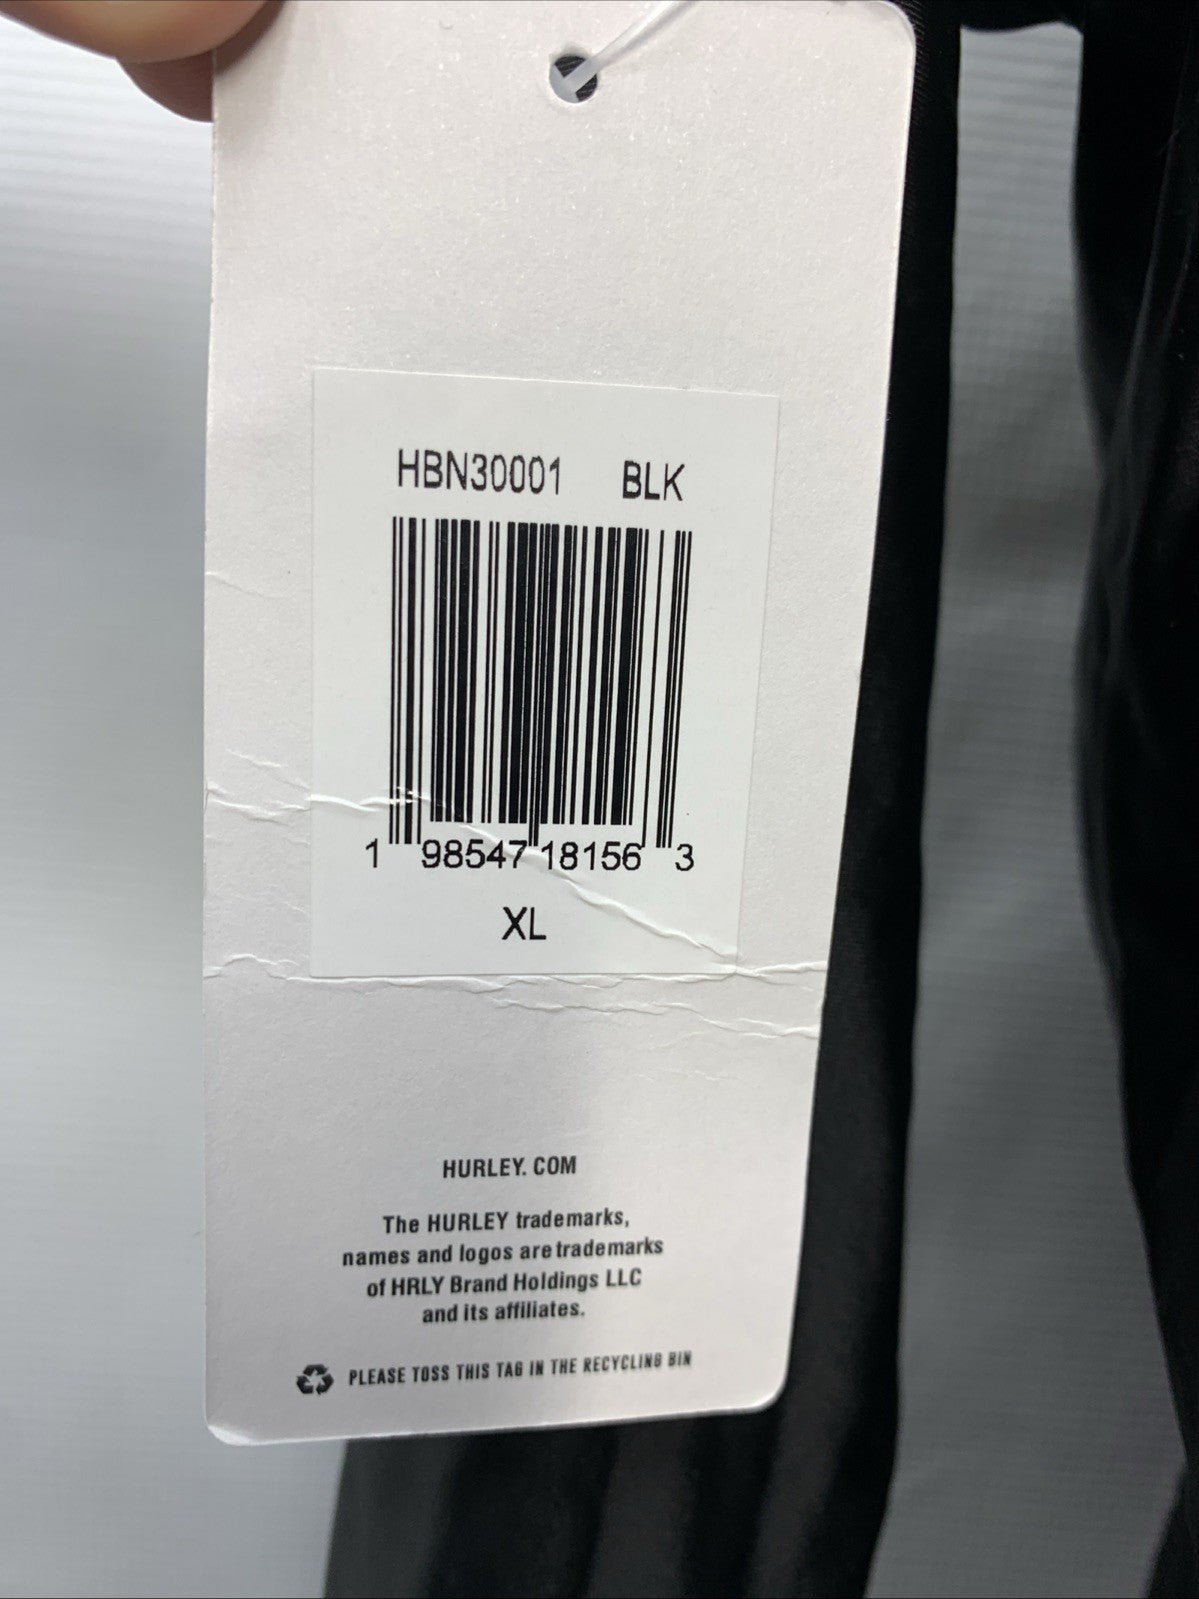 HBN30001 BLK
1 98547 18156 3
XL
HURLEY.COM
The HURLEY trademarks,
names and logos are trademarks
of HRLY Brand Holdings LLC
and its affiliates.
PLEASE TOSS THIS TAG IN THE RECYCLING BIN